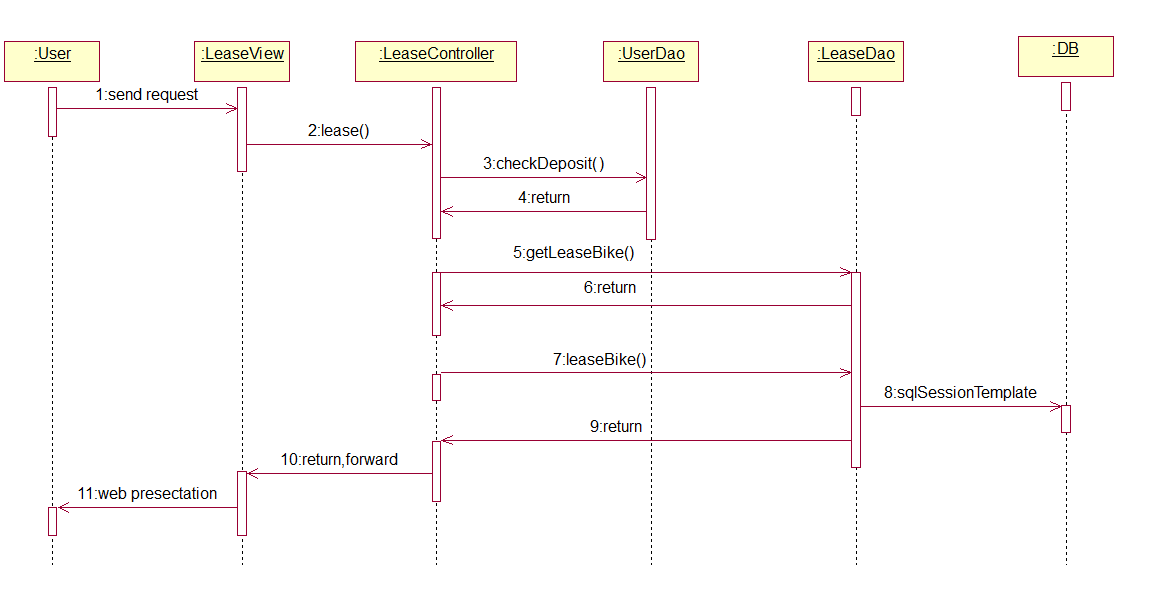 :User
:LeaseView
:LeaseController
:UserDao
:LeaseDao
:DB
1:send request
2:lease()
3:checkDeposit()
4:return
5:getLeaseBike()
6:return
7:leaseBike()
8:sqlSessionTemplate
9:return
10:return,forward
11:web presectation